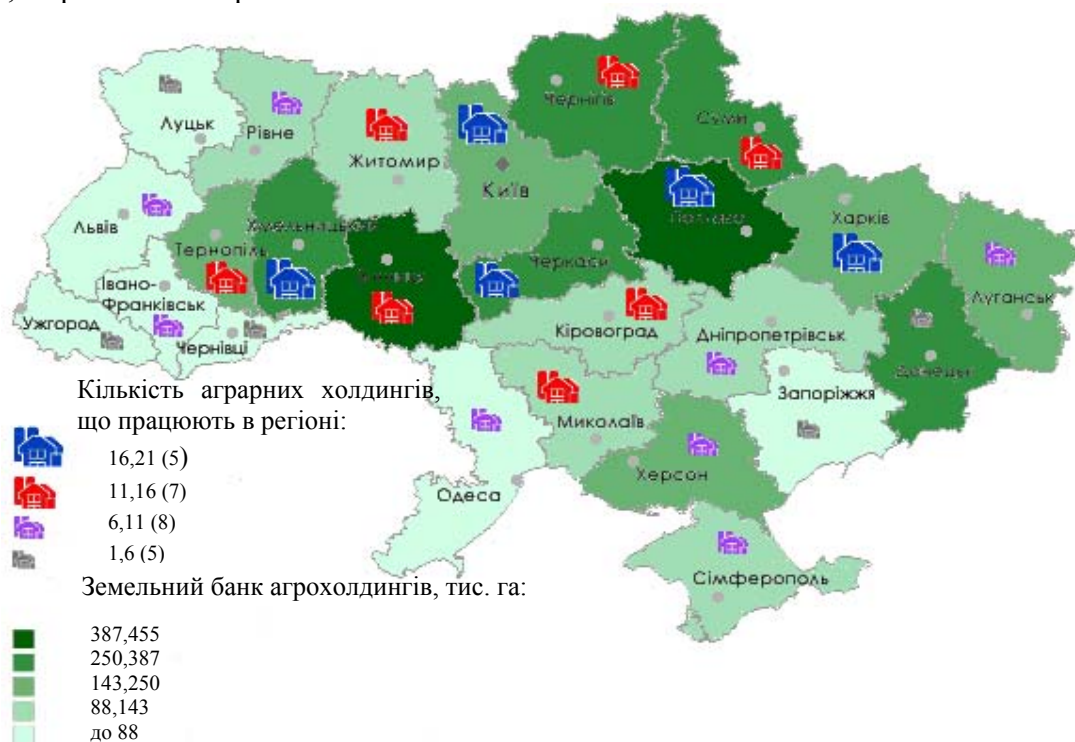 Чернігів
Суми
Луцьк
Рівне
Житомир
Київ
Харків
Львів
Хмельницький
Полтава
Тернопіль
Вінниця
Черкаси
Луганськ
Івано-
Франківськ
Ужгород
Чернівці
Кіровоград
Дніпропетрівськ
Донецьк
Запоріжжя
Миколаїв
Херсон
Одеса
Сімферополь
Кількість аграрних холдингів,
що працюють в регіоні:
16,21 (5)
11,16 (7)
6,11 (8)
1,6 (5)
Земельний банк агрохолдингів, тис. га:
387,455
250,387
143,250
88,143
до 88